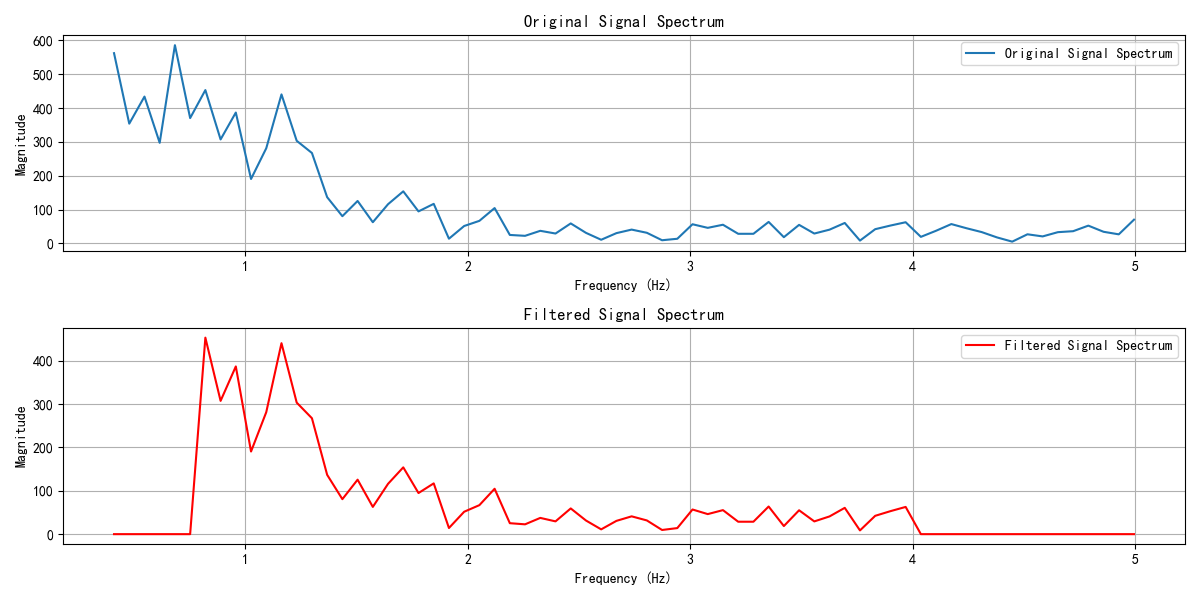 Original Signal Spectrum
600
500
400
300
200
100
0
Magnitude
Original Signal Spectrum
1 2 3 4 5
Frequency (Hz)
Filtered Signal Spectrum
400
300
200
100
0
Magnitude
Filtered Signal Spectrum
1 2 3 4 5
Frequency (Hz)